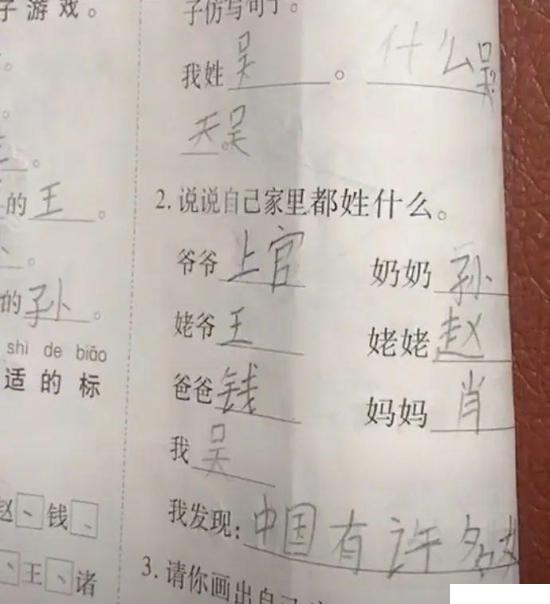 子游戏。
子仿写句子。
我姓吴。什么吴?
天吴。
的王。
2. 说说自己家里都姓什么。
爷爷上官 奶奶孙
的孙。
姥爷王 姥姥赵
shì de biāo
适的标
爸爸钱 妈妈肖
我吴
我发现:中国有许多
赵、钱、
、王、诸
3. 请你画出自己